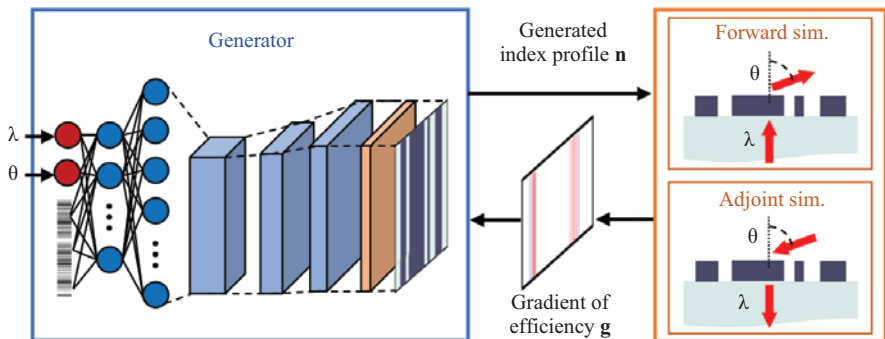 Generator
λ
θ
Generated
index profile n
Gradient of
efficiency g
Forward sim.
θ
λ
Adjoint sim.
θ
λ